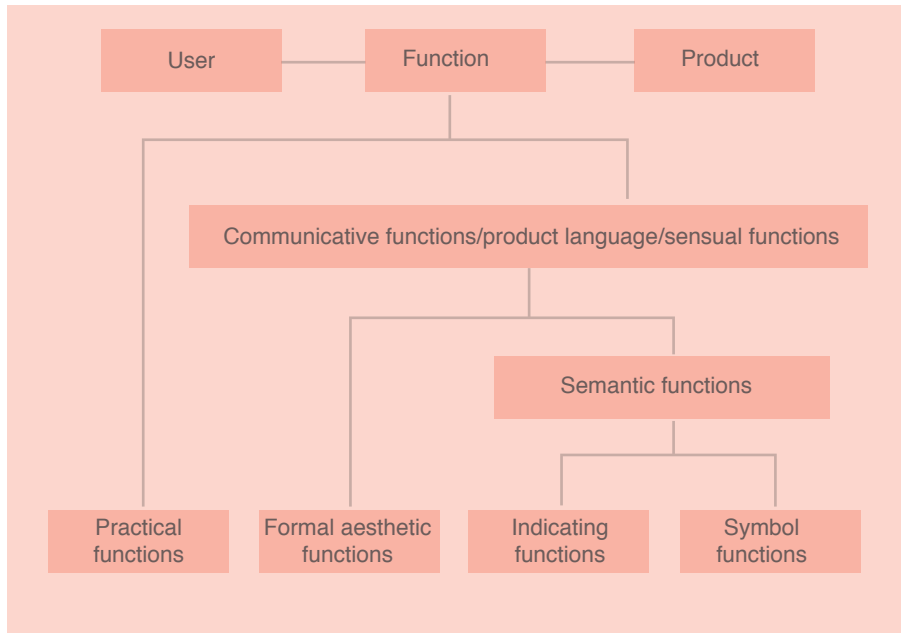 User
Function
Product
Communicative functions/product language/sensual functions
Semantic functions
Practical
functions
Formal aesthetic
functions
Indicating
functions
Symbol
functions